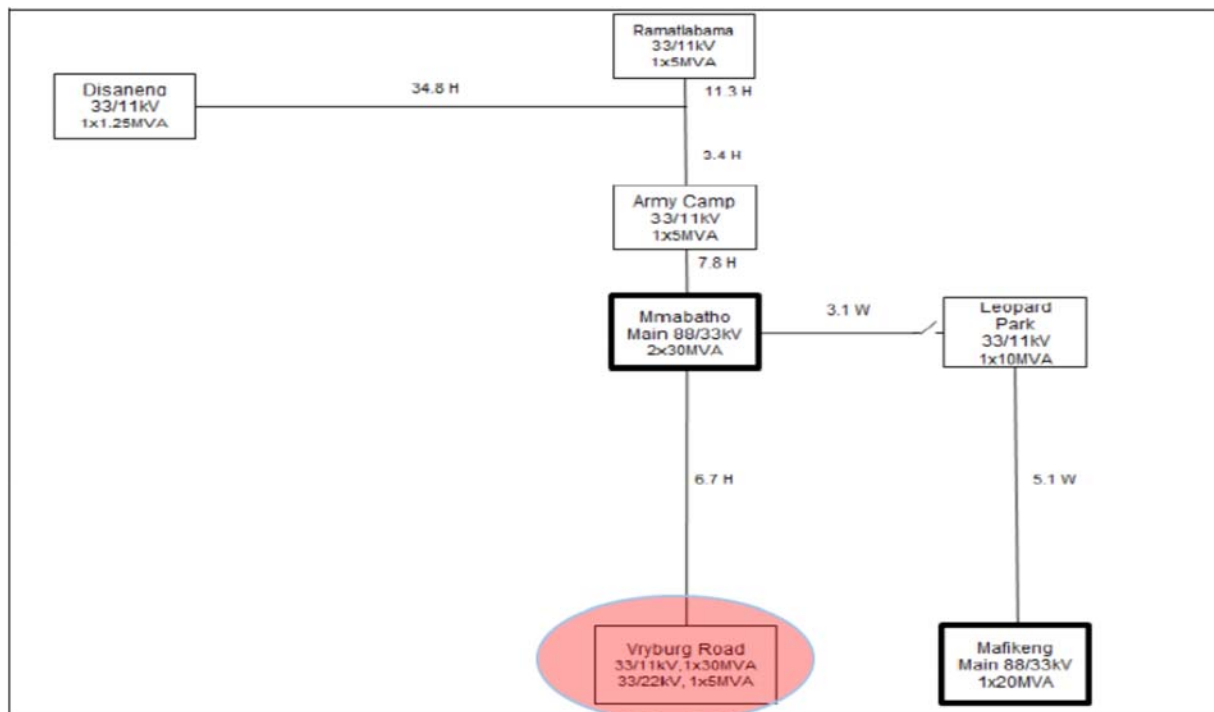 Ramatlabama
33/11kV
1x5MVA
Disaneng
33/11kV
1x1.25MVA
34.8 H
11.3 H
3.4 H
Army Camp
33/11kV
1x5MVA
7.8 H
Mmabatho
Main 88/33kV
2x30MVA
3.1 W
Leopard
Park
33/11kV
1x10MVA
6.7 H
5.1 W
Vryburg Road
33/11kV, 1x30MVA
33/22kV, 1x5MVA
Mafikeng
Main 88/33kV
1x20MVA